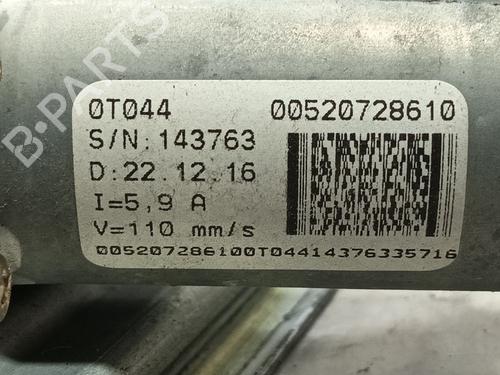 B-PARTS
0T044 00520728610
S/N: 143763
D:22.12.16
I=5,9 A
V=110 mm/s
005207286100T04414376335716